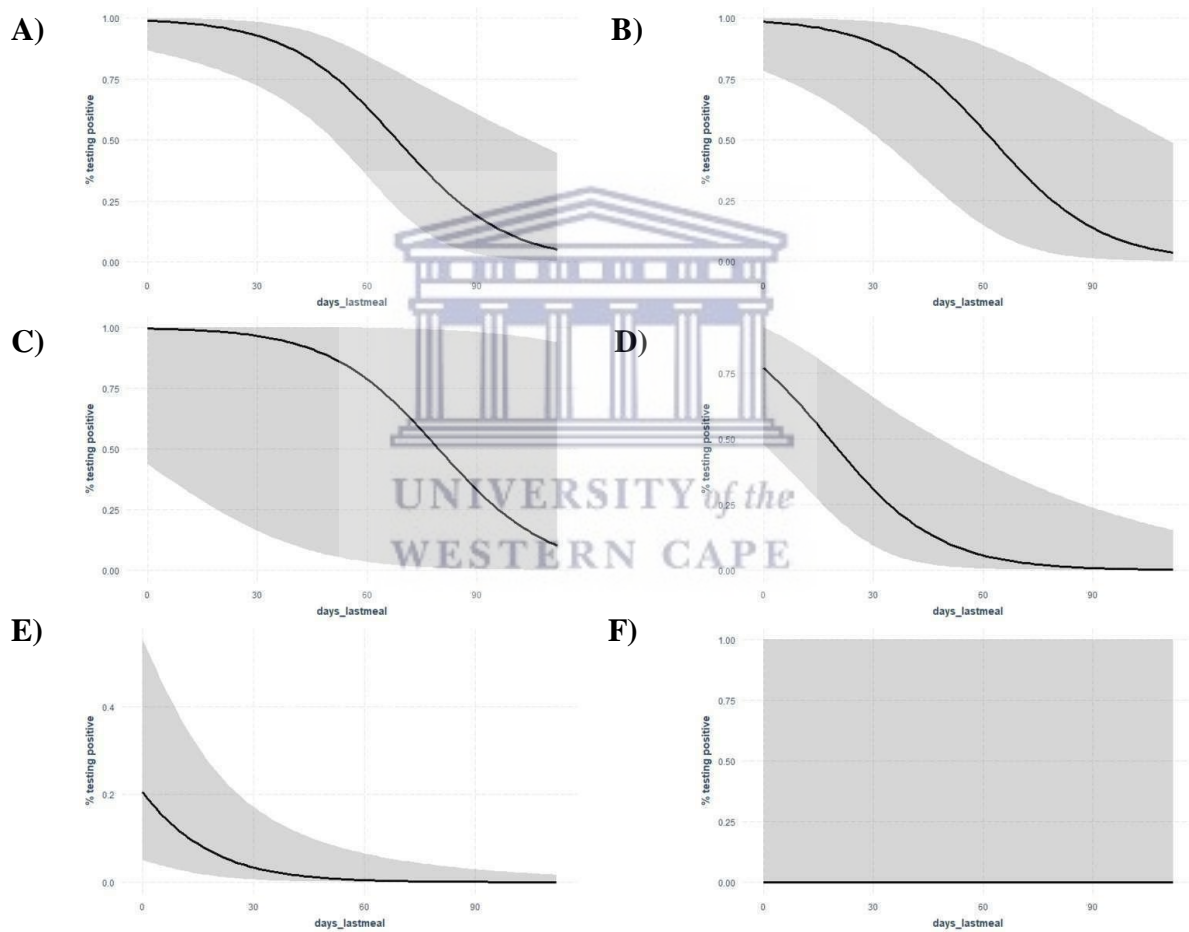 A)
1.00
0.75
0.50
0.25
0.00
% testing positive
0 30 60 90
days_lastmeal
B)
1.00
0.75
0.50
0.25
0.00
% testing positive
0 30 60 90
days_lastmeal
C)
1.00
0.75
0.50
0.25
0.00
% testing positive
0 30 60 90
days_lastmeal
D)
0.75
0.50
0.25
0.00
% testing positive
0 30 60 90
days_lastmeal
UNIVERSITY of the
WESTERN CAPE
E)
0.4
0.2
0.0
% testing positive
0 30 60 90
days_lastmeal
F)
1.00
0.75
0.50
0.25
0.00
% testing positive
0 30 60 90
days_lastmeal